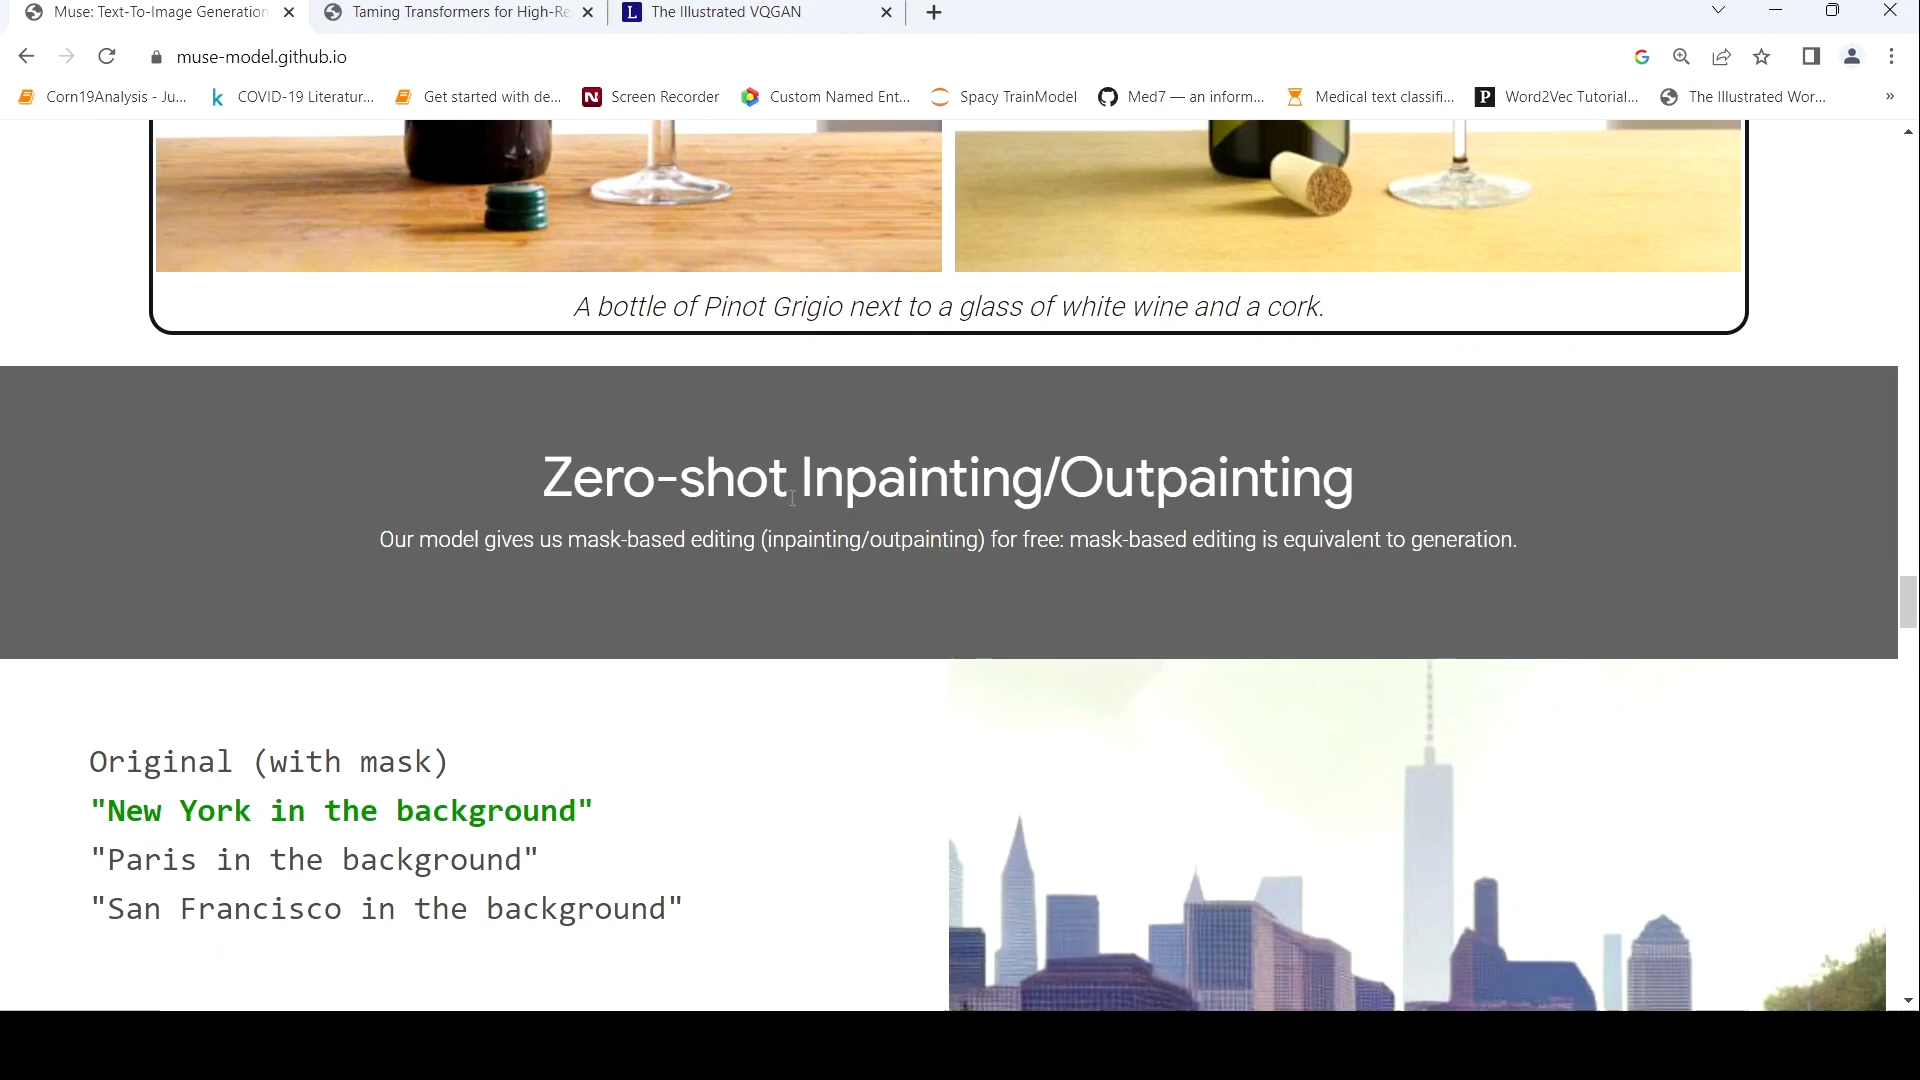 Muse: Text-To-Image Generation
Taming Transformers for High-Re
The Illustrated VQGAN
muse-model.github.io
Corn19Analysis - Ju...
COVID-19 Literatur...
Get started with de...
Screen Recorder
Custom Named Ent...
Spacy TrainModel
Med7 — an inform...
Medical text classifi...
Word2Vec Tutorial...
The Illustrated Wor...
A bottle of Pinot Grigio next to a glass of white wine and a cork.
Zero-shot Inpainting/Outpainting
Our model gives us mask-based editing (inpainting/outpainting) for free: mask-based editing is equivalent to generation.
Original (with mask)
"New York in the background"
"Paris in the background"
"San Francisco in the background"